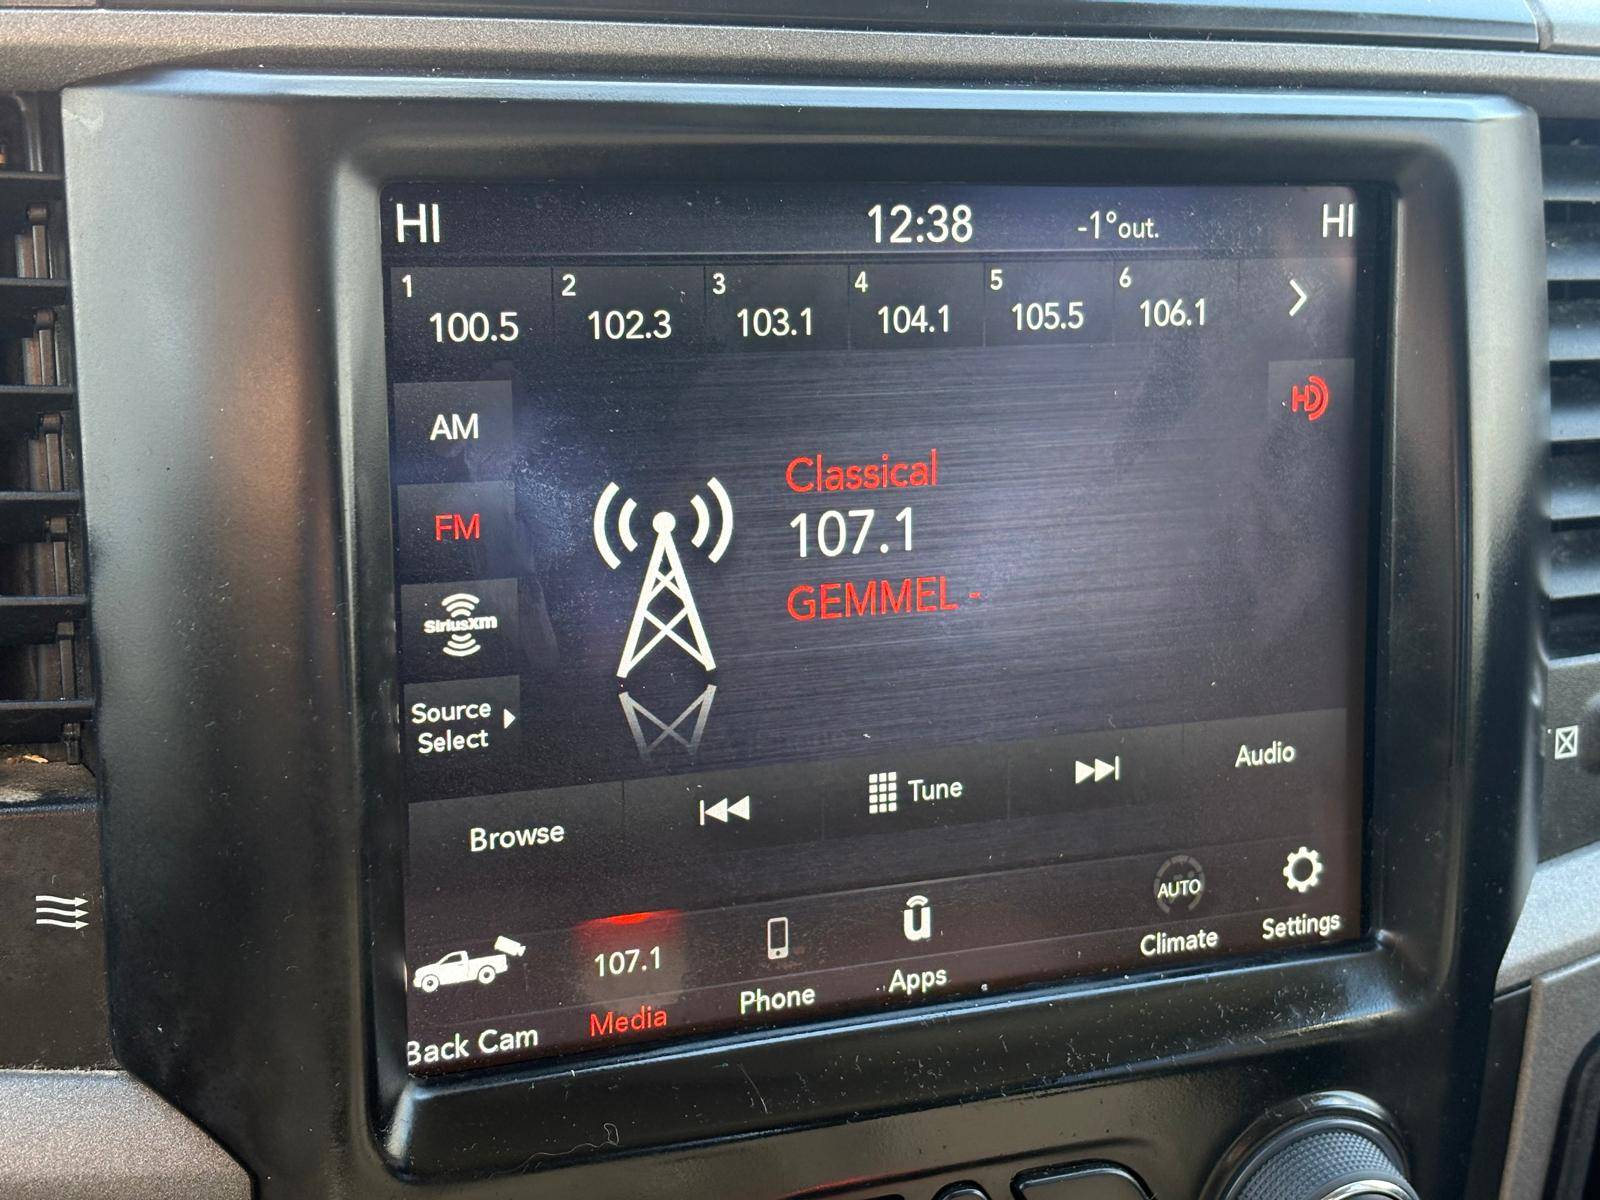 HI 12:38 -1°out. HI
1 2 3 4 5 6
100.5 102.3 103.1 104.1 105.5 106.1
HD
AM
Classical
FM
107.1
GEMMEL -
SiriusXM
Source
Select
Browse Tune Audio
AUTO
107.1
Back Cam Media Phone Apps Climate Settings